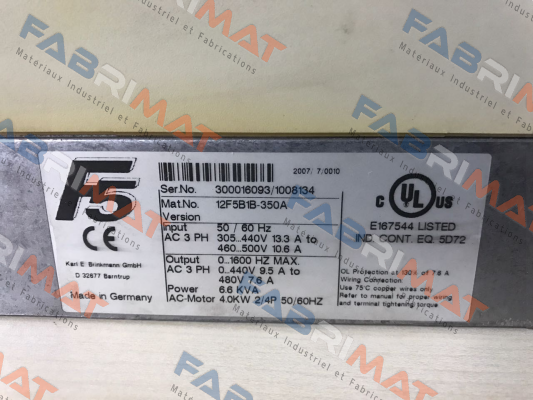 FABRIMAT
Materiaux Industriel et Fabrications
F5
2007/ 7/0010
Ser.No. 300016093/1008134
Mat.No. 12F5B1B-350A
Version
Input 50 / 60 Hz
AC 3 PH 305..440V 13.3 A to
460..500V 10.6 A
Output 0..1600 HZ MAX.
AC 3 PH 0..440V 9.5 A to
480V 7.6 A
Power 6.6 KVA
AC-Motor 4.0KW 2/4P 50/60HZ
CE
Karl E. Brinkmann GmbH
D 32677 Barntrup
Made in Germany
C UL US
E167544 LISTED
IND. CONT. EQ. 5D72
OL Protection at 130% of 7.6 A
Wiring Connection:
Use 75°C copper wires only
Refer to manual for proper wiring
and terminal tightening torque.